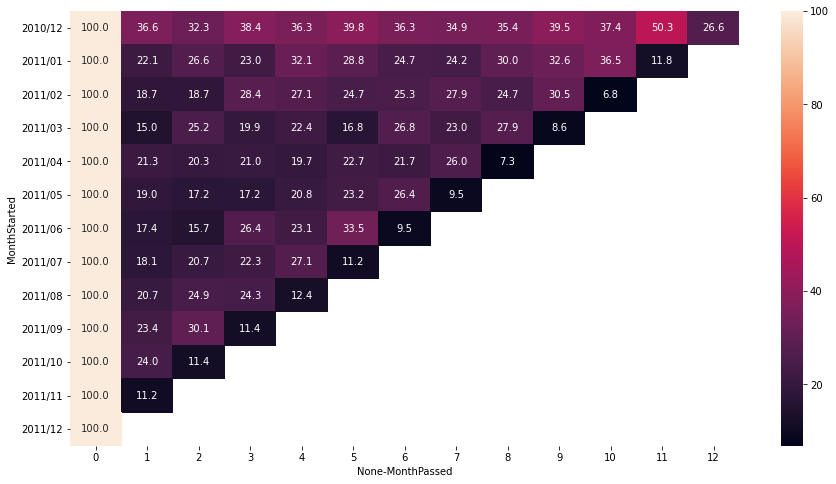 2010/12 100.0 36.6 32.3 38.4 36.3 39.8 36.3 34.9 35.4 39.5 37.4 50.3 26.6
2011/01 100.0 22.1 26.6 23.0 32.1 28.8 24.7 24.2 30.0 32.6 36.5 11.8
2011/02 100.0 18.7 18.7 28.4 27.1 24.7 25.3 27.9 24.7 30.5 6.8
2011/03 100.0 15.0 25.2 19.9 22.4 16.8 26.8 23.0 27.9 8.6
2011/04 100.0 21.3 20.3 21.0 19.7 22.7 21.7 26.0 7.3
2011/05 100.0 19.0 17.2 17.2 20.8 23.2 26.4 9.5
2011/06 100.0 17.4 15.7 26.4 23.1 33.5 9.5
2011/07 100.0 18.1 20.7 22.3 27.1 11.2
2011/08 100.0 20.7 24.9 24.3 12.4
2011/09 100.0 23.4 30.1 11.4
2011/10 100.0 24.0 11.4
2011/11 100.0 11.2
2011/12 100.0
0 1 2 3 4 5 6 7 8 9 10 11 12
None-MonthPassed
MonthStarted
100
80
60
40
20